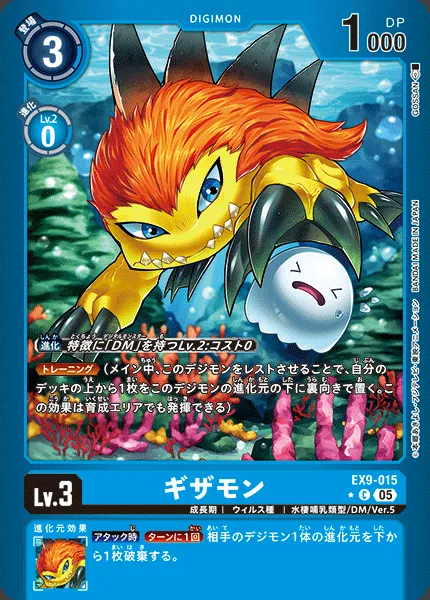 DIGIMON
登場
3
1000
DP
進化
Lv.2
0
進化 特徴に「DM」を持つLv.2:コスト0
トレーニング (メイン中、このデジモンをレストさせることで、自分の
デッキの上から1枚をこのデジモンの進化元の下に裏向きで置く。こ
の効果は育成エリアでも発揮できる)
GOSSAN
BANDAI MADE IN JAPAN
Lv.3
ギザモン
EX9-015
C 05
成長期 | ウィルス種 | 水棲哺乳類型/DM/Ver.5
進化元効果
アタック時 ターンに1回 相手のデジモン1体の進化元を下か
ら1枚破棄する。